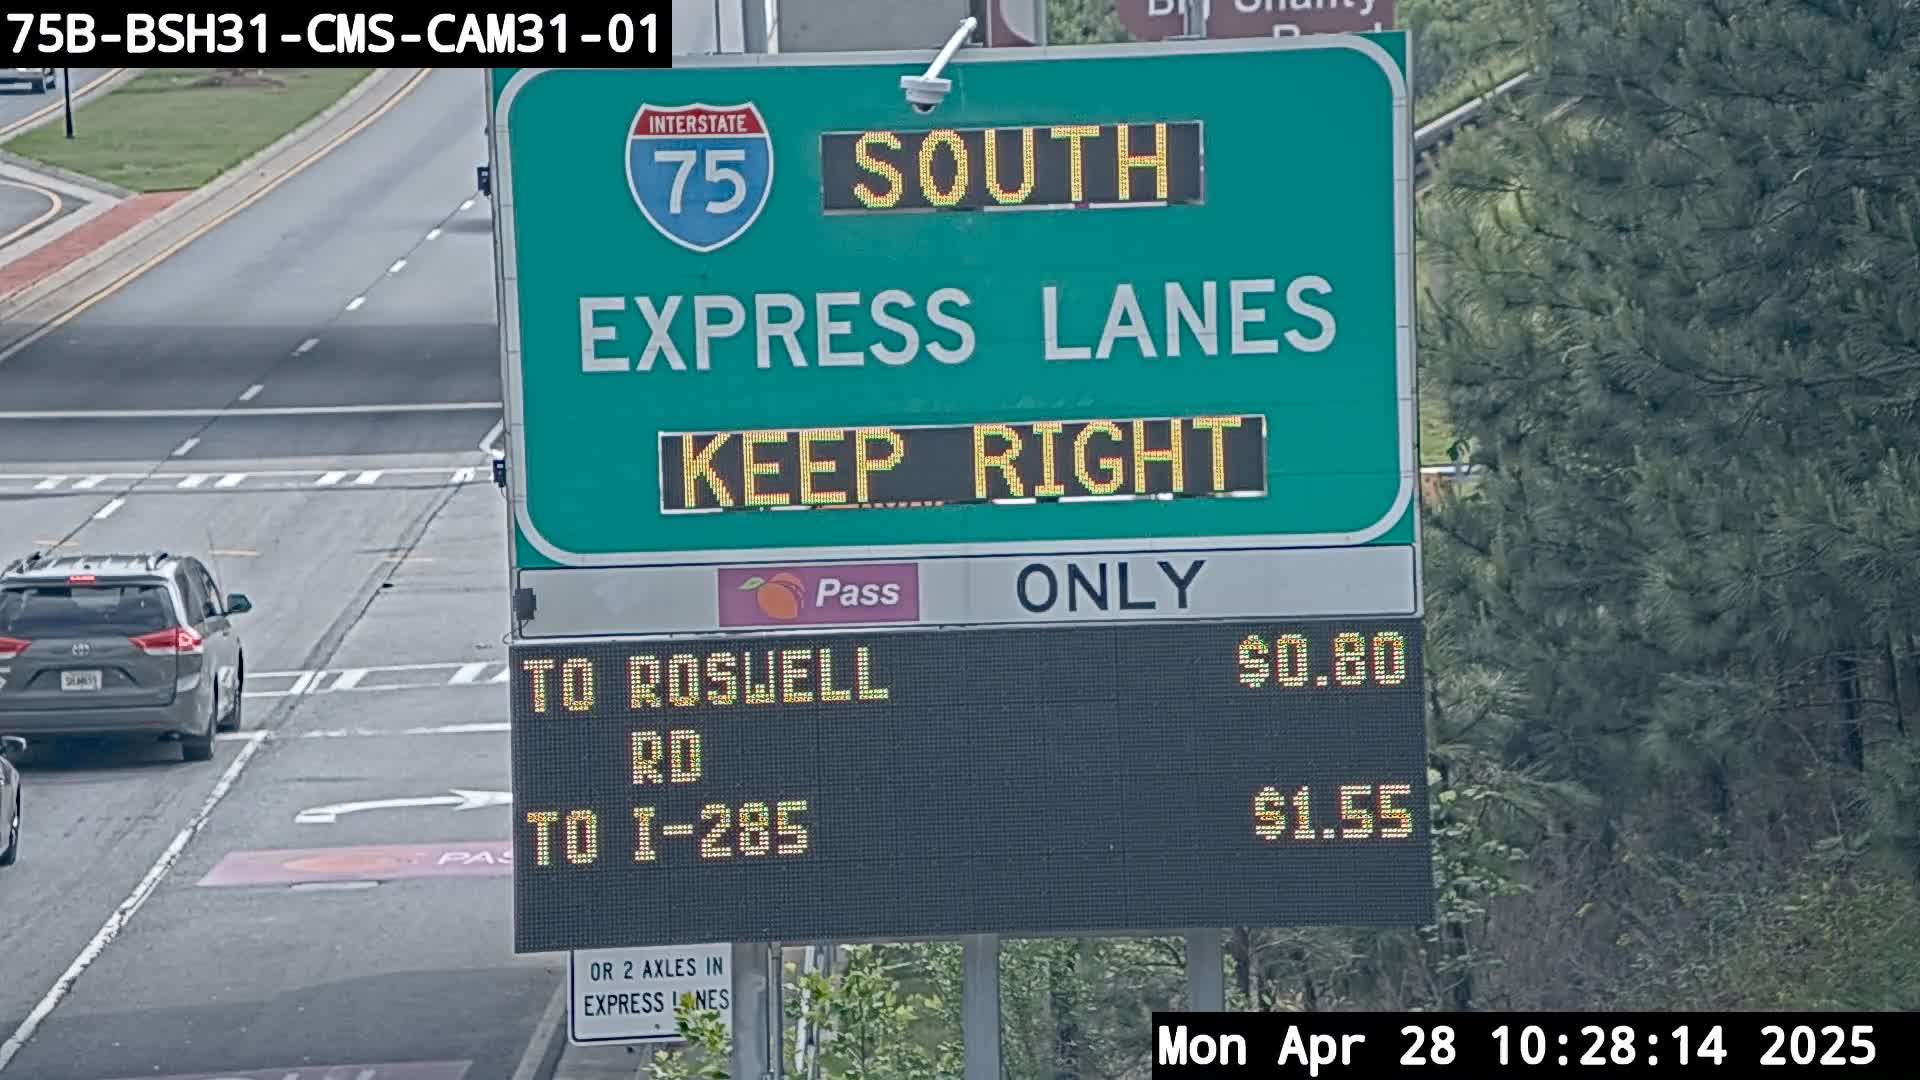 75B-BSH31-CMS-CAM31-01
INTERSTATE
75
SOUTH
EXPRESS LANES
KEEP RIGHT
Pass ONLY
TO ROSWELL $0.80
RD
TO I-285 $1.55
OR 2 AXLES IN
EXPRESS LANES
Mon Apr 28 10:28:14 2025